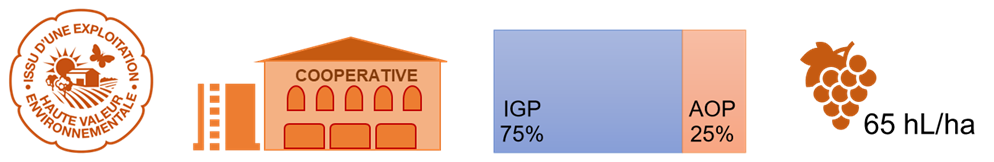 ISSU D'UNE EXPLOITATION
HAUTE VALEUR
ENVIRONNEMENTALE
COOPERATIVE
IGP
75%
AOP
25%
65 hL/ha